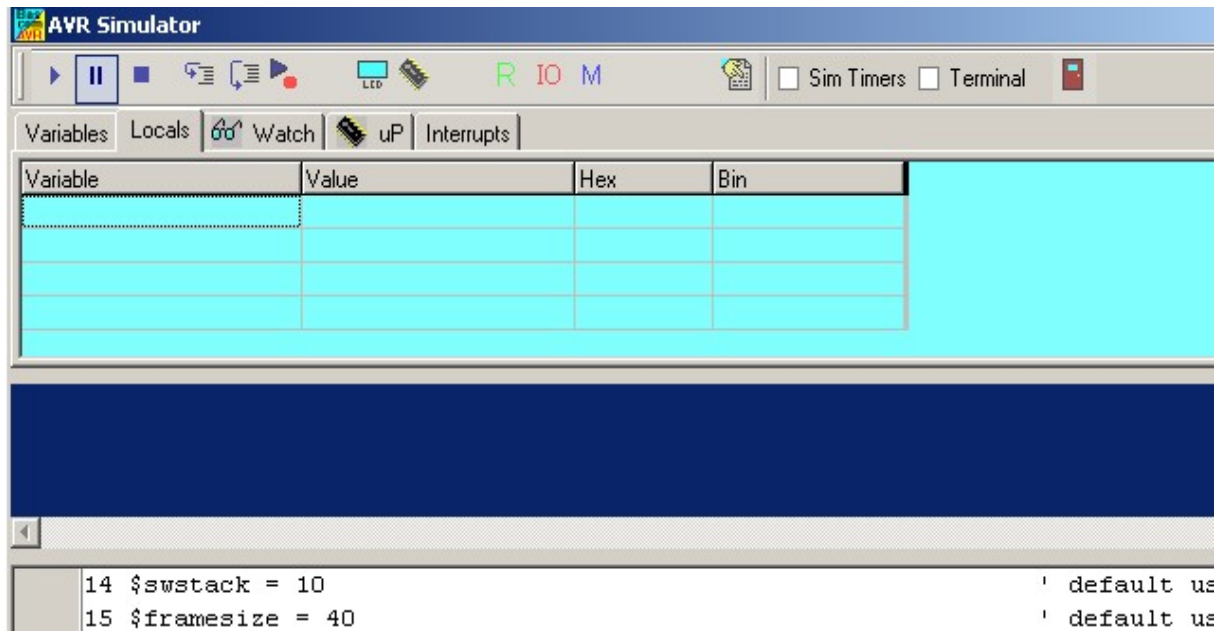 AVR Simulator
LCD R IO M Sim Timers Terminal
Variables Locals Watch uP Interrupts
Variable Value Hex Bin
14 $swstack = 10 ' default us
15 $framesize = 40 ' default us